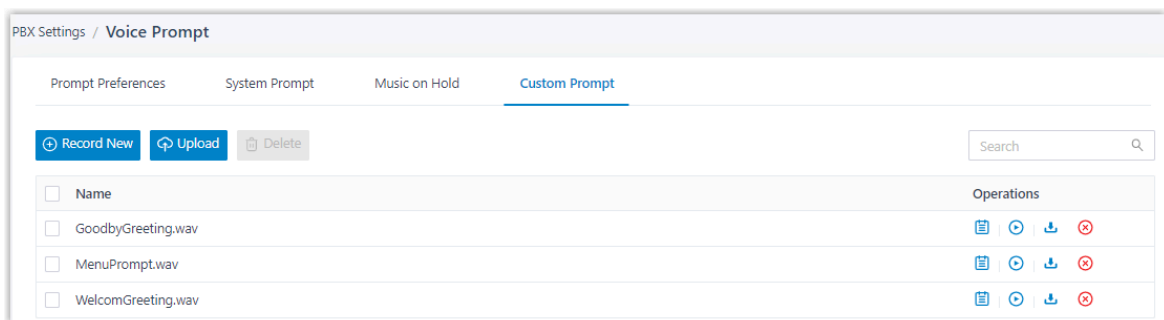 PBX Settings / Voice Prompt
Prompt Preferences System Prompt Music on Hold Custom Prompt
Record New Upload Delete Search
Name Operations
GoodbyGreeting.wav
MenuPrompt.wav
WelcomGreeting.wav